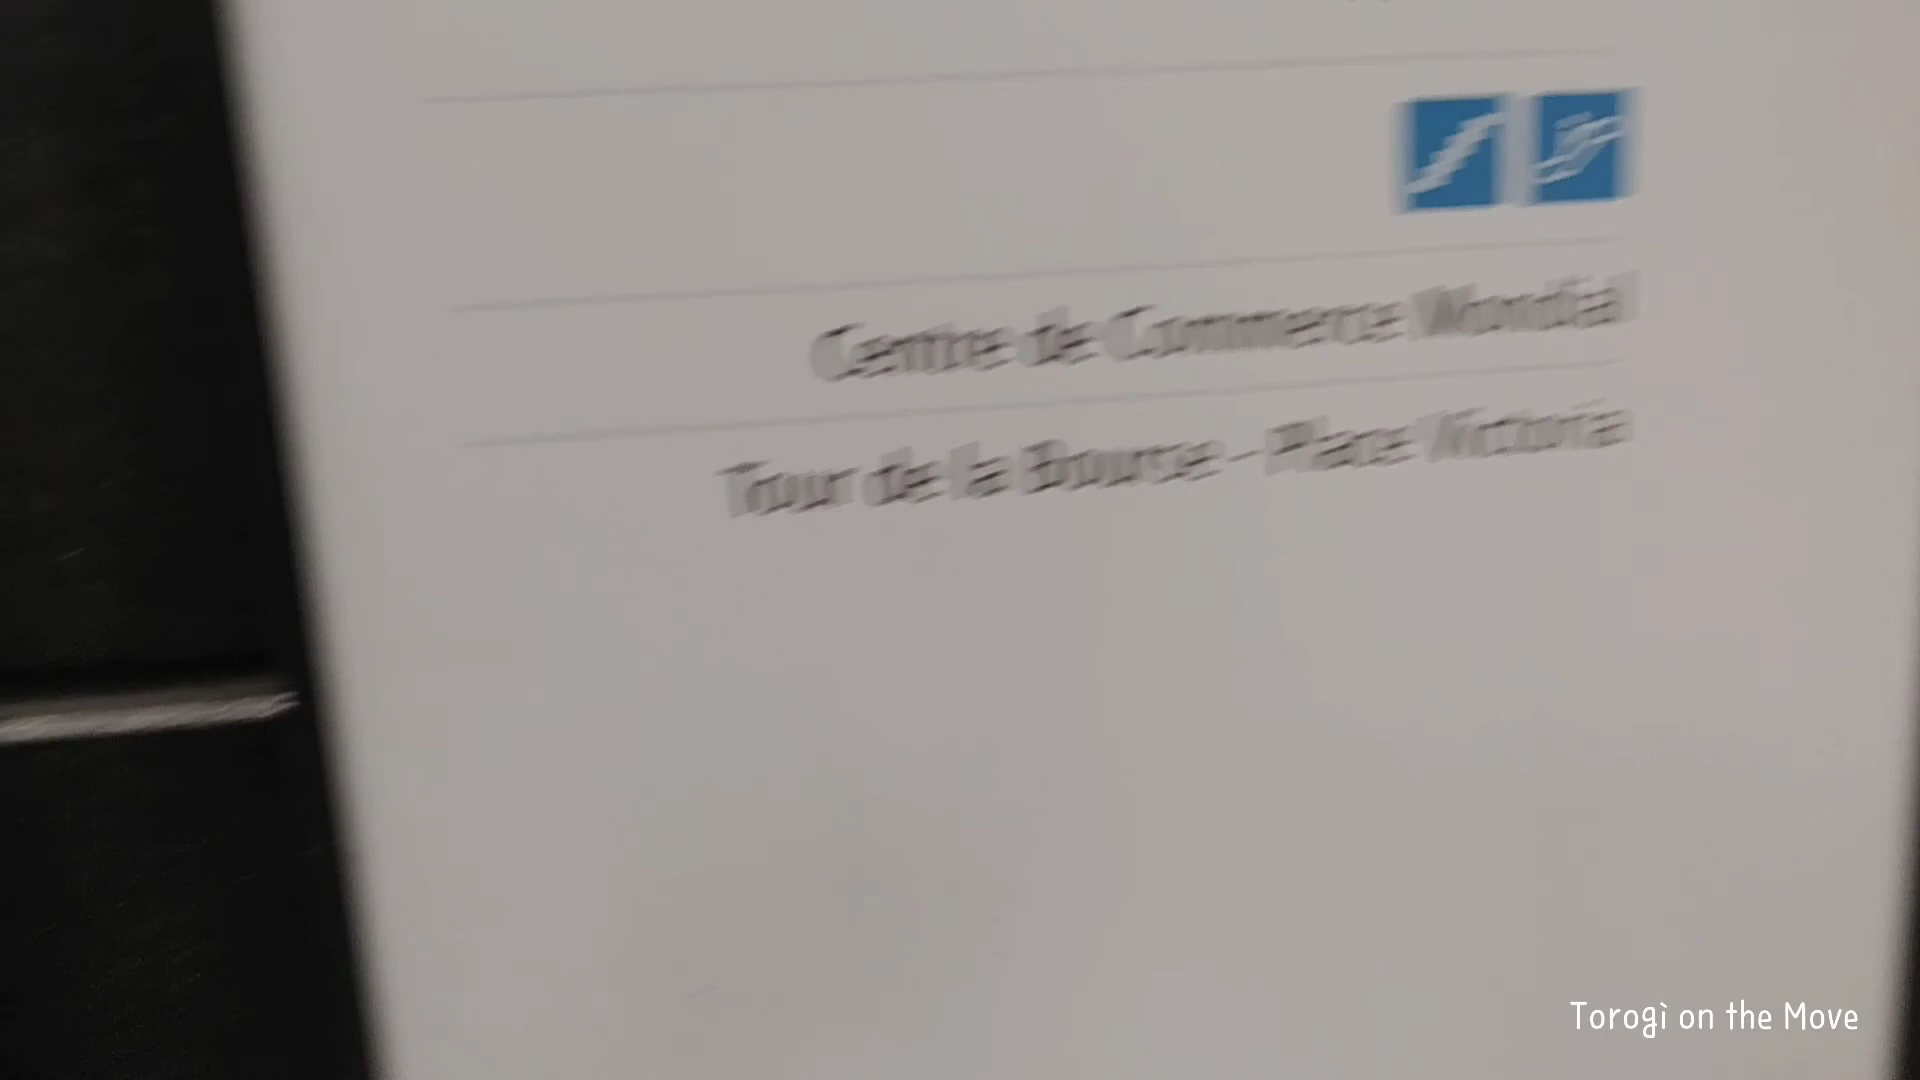 Centre de Commerce Mondial
Tour de la Bourse - Place Victoria
Torogì on the Move